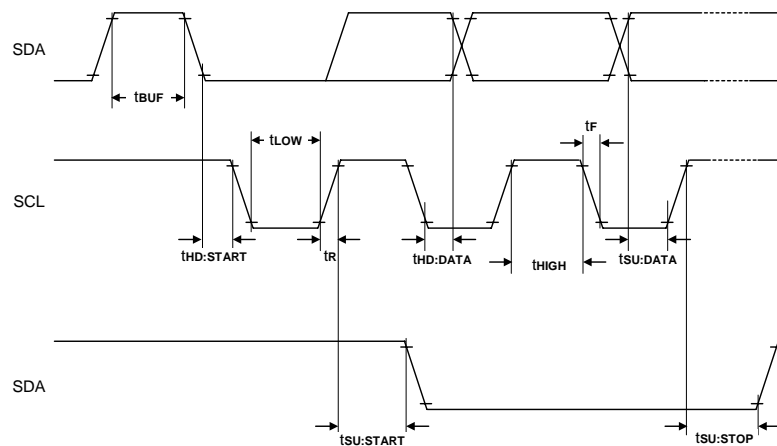 SDA
tBUF
tLOW
tF
SCL
tHD:START
tR
tHD:DATA
tHIGH
tSU:DATA
SDA
tSU:START
tSU:STOP